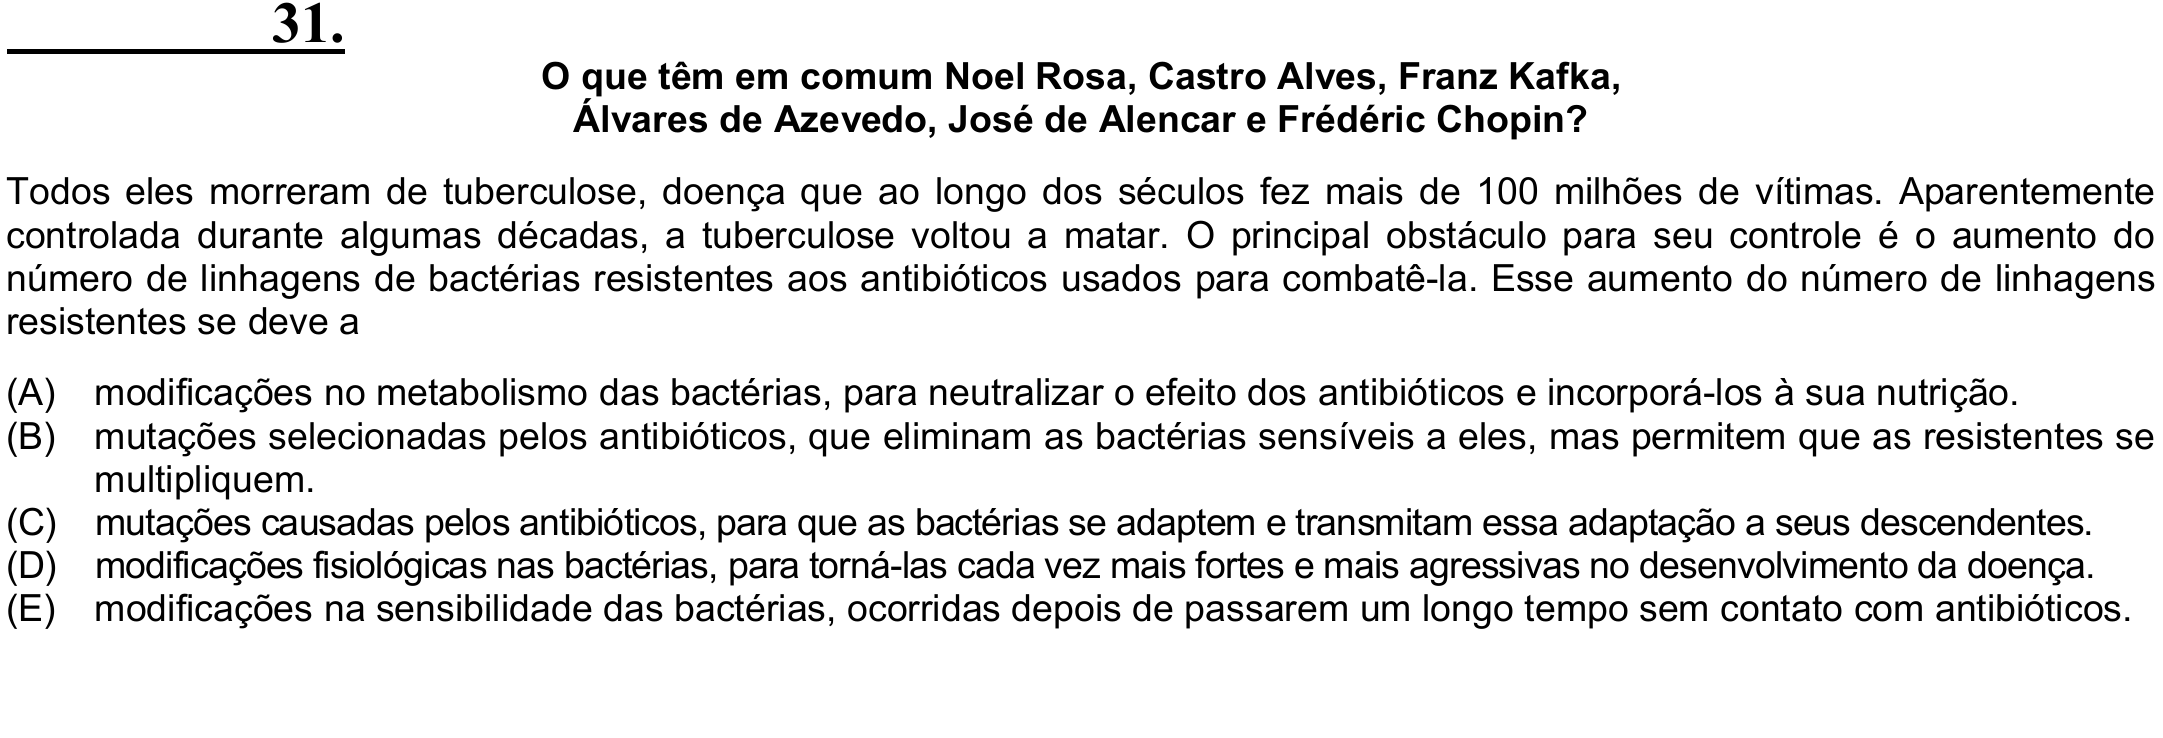 31.
O que têm em comum Noel Rosa, Castro Alves, Franz Kafka,
Álvares de Azevedo, José de Alencar e Frédéric Chopin?
Todos eles morreram de tuberculose, doença que ao longo dos séculos fez mais de 100 milhões de vítimas. Aparentemente
controlada durante algumas décadas, a tuberculose voltou a matar. O principal obstáculo para seu controle é o aumento do
número de linhagens de bactérias resistentes aos antibióticos usados para combatê-la. Esse aumento do número de linhagens
resistentes se deve a
(A) modificações no metabolismo das bactérias, para neutralizar o efeito dos antibióticos e incorporá-los à sua nutrição.
(B) mutações selecionadas pelos antibióticos, que eliminam as bactérias sensíveis a eles, mas permitem que as resistentes se
multipliquem.
(C) mutações causadas pelos antibióticos, para que as bactérias se adaptem e transmitam essa adaptação a seus descendentes.
(D) modificações fisiológicas nas bactérias, para torná-las cada vez mais fortes e mais agressivas no desenvolvimento da doença.
(E) modificações na sensibilidade das bactérias, ocorridas depois de passarem um longo tempo sem contato com antibióticos.